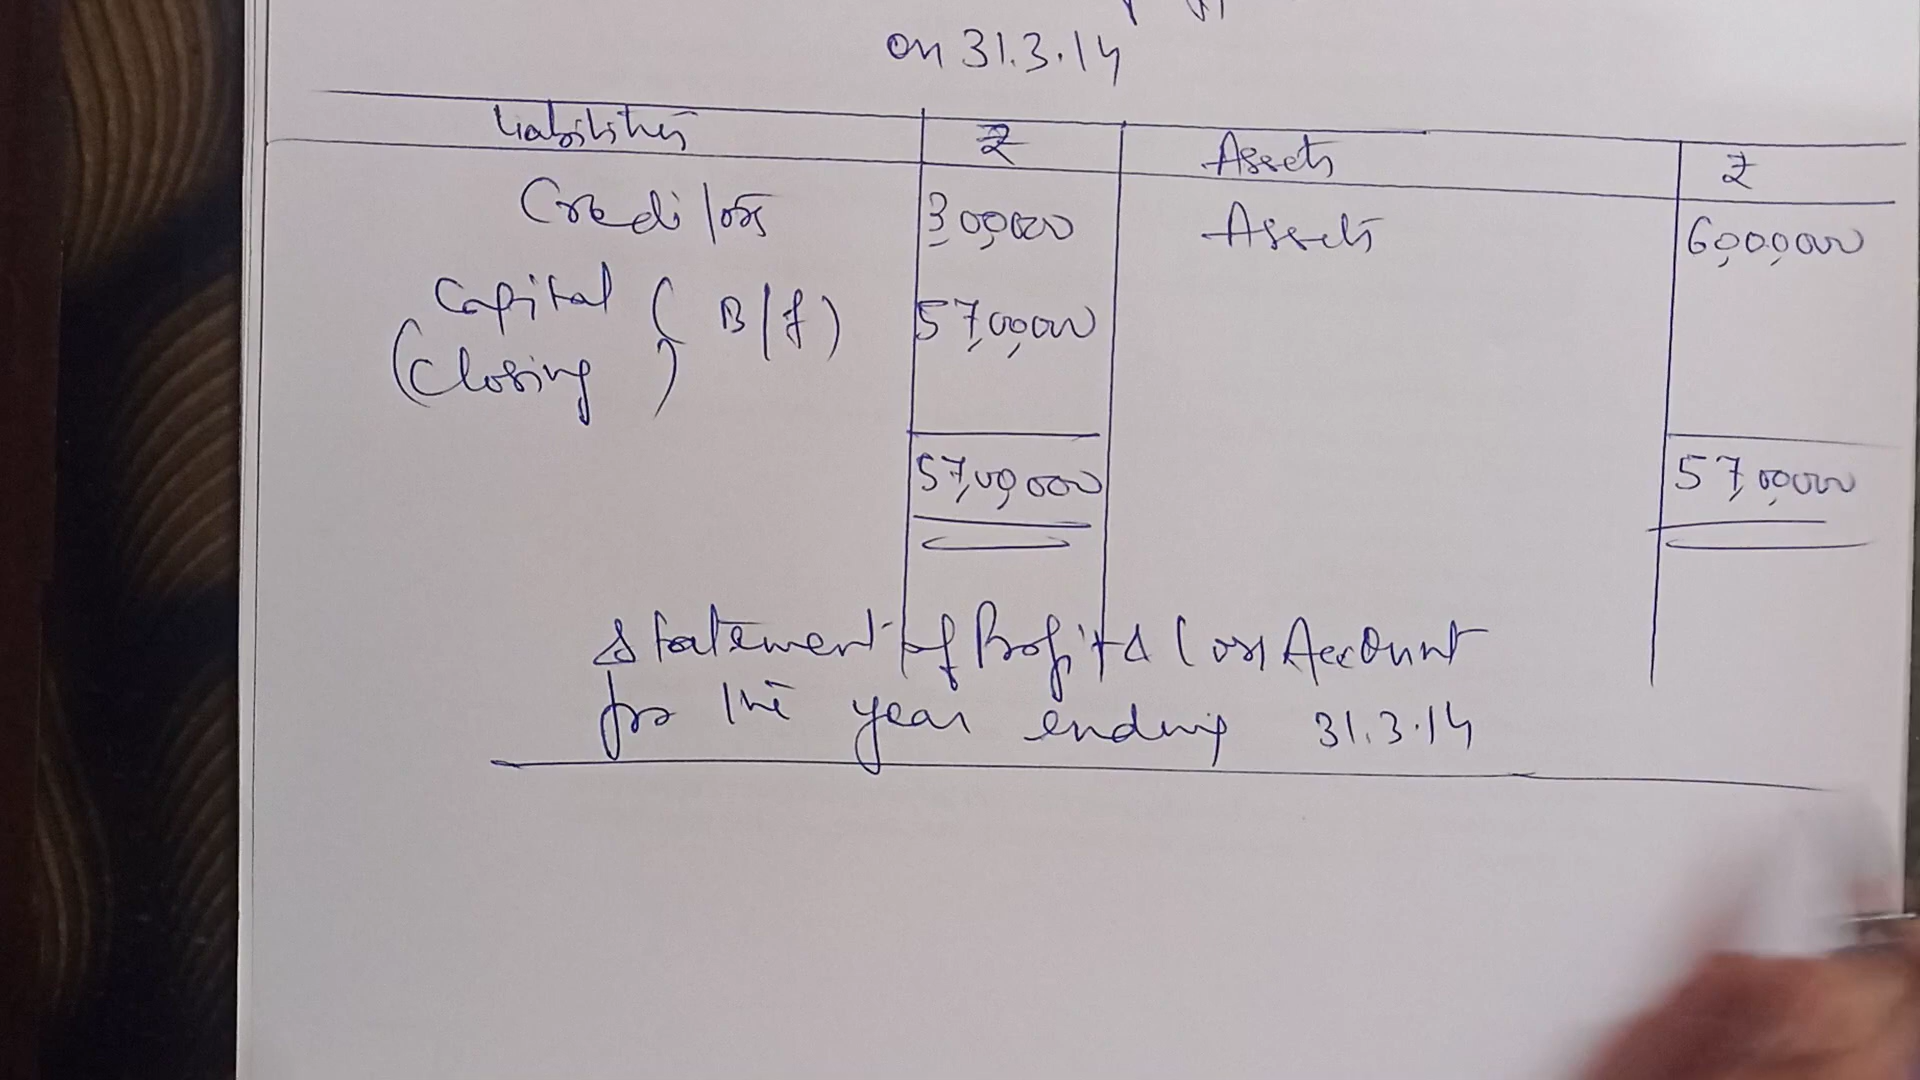 on 31.3.14
Liabilities ₹ Assets ₹
Creditors 3,00,000 Assets 60,00,000
Capital (B/f) 57,00,000
(Closing)
57,00,000 57,00,000
Statement of Profit & Loss Account
for the year ending 31.3.14